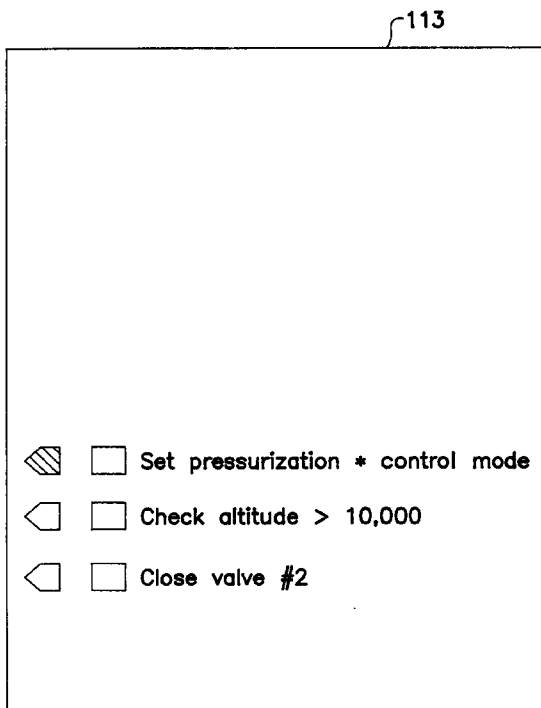 113
Set pressurization * control mode
Check altitude > 10,000
Close valve #2